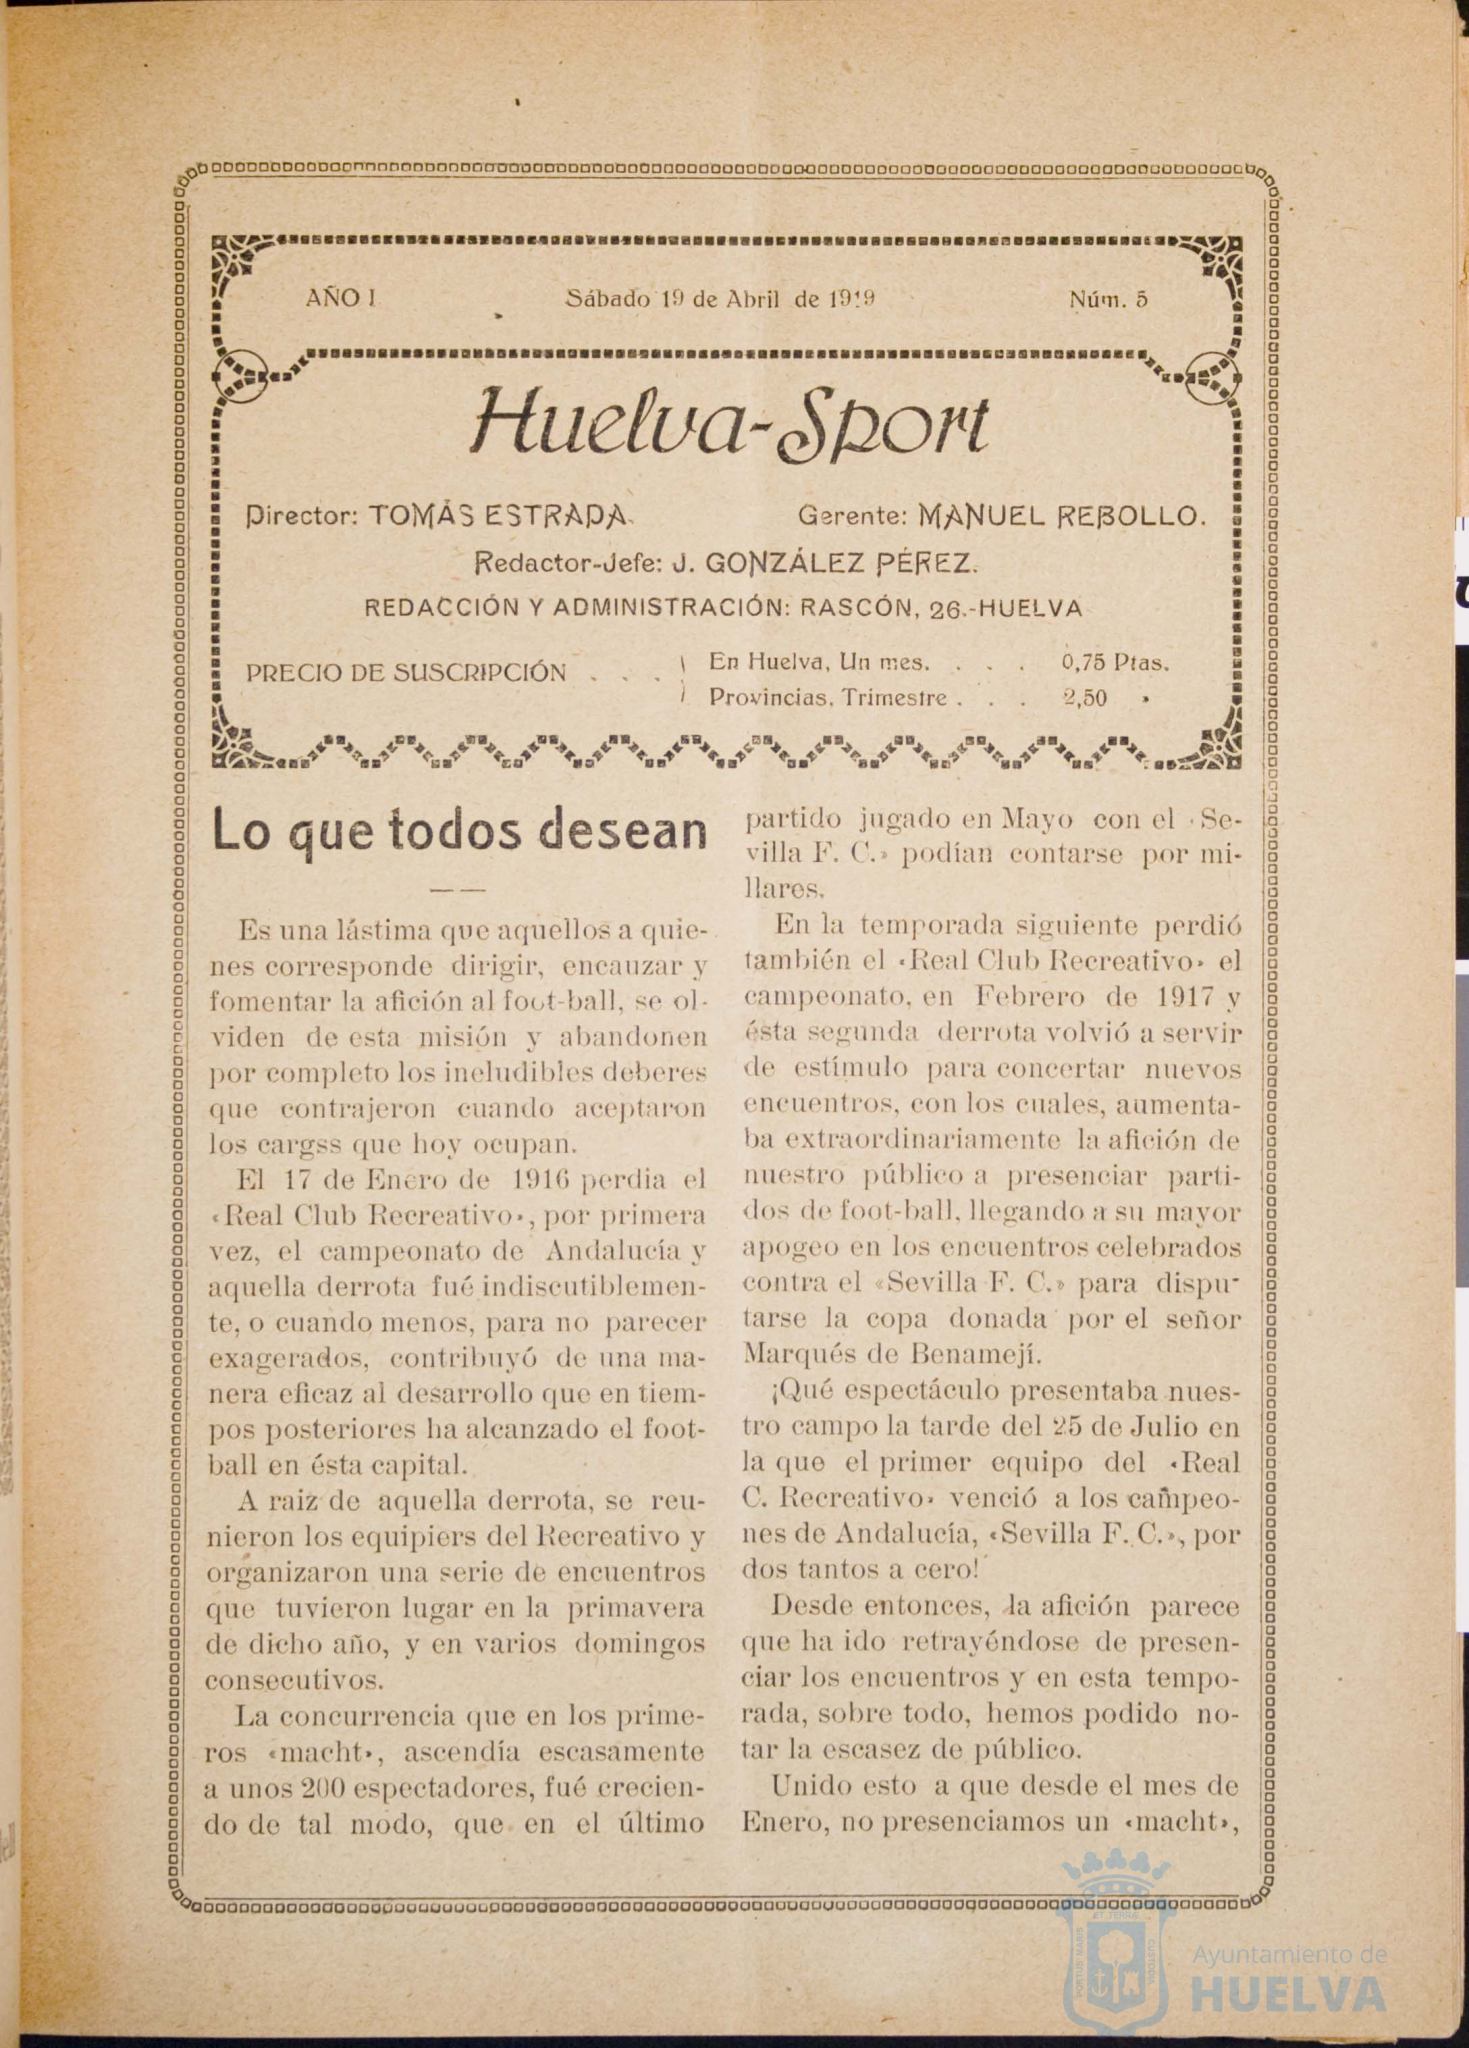 AÑO I Sábado 19 de Abril de 1919 Núm. 5
Huelva-Sport
Director: TOMÁS ESTRADA. Gerente: MANUEL REBOLLO.
Redactor-Jefe: J. GONZÁLEZ PÉREZ.
REDACCIÓN Y ADMINISTRACIÓN: RASCÓN, 26.-HUELVA
PRECIO DE SUSCRIPCIÓN . . . .
En Huelva, Un mes. . . . 0,75 Ptas.
Provincias, Trimestre . . . 2,50 »
Lo que todos desean
Es una lástima que aquellos a quie-
nes corresponde dirigir, encauzar y
fomentar la afición al foot-ball, se ol-
viden de esta misión y abandonen
por completo los ineludibles deberes
que contrajeron cuando aceptaron
los cargss que hoy ocupan.
El 17 de Enero de 1916 perdia el
«Real Club Recreativo», por primera
vez, el campeonato de Andalucía y
aquella derrota fué indiscutiblemen-
te, o cuando menos, para no parecer
exagerados, contribuyó de una ma-
nera eficaz al desarrollo que en tiem-
pos posteriores ha alcanzado el foot-
ball en ésta capital.
A raiz de aquella derrota, se reu-
nieron los equipiers del Recreativo y
organizaron una serie de encuentros
que tuvieron lugar en la primavera
de dicho año, y en varios domingos
consecutivos.
La concurrencia que en los prime-
ros «macht», ascendía escasamente
a unos 200 espectadores, fué crecien-
do de tal modo, que en el último
partido jugado en Mayo con el «Se-
villa F. C.» podían contarse por mi-
llares.
En la temporada siguiente perdió
también el «Real Club Recreativo» el
campeonato, en Febrero de 1917 y
ésta segunda derrota volvió a servir
de estímulo para concertar nuevos
encuentros, con los cuales, aumenta-
ba extraordinariamente la afición de
nuestro público a presenciar parti-
dos de foot-ball, llegando a su mayor
apogeo en los encuentros celebrados
contra el «Sevilla F. C.» para dispu-
tarse la copa donada por el señor
Marqués de Benamejí.
¡Qué espectáculo presentaba nues-
tro campo la tarde del 25 de Julio en
la que el primer equipo del «Real
C. Recreativo» venció a los campeo-
nes de Andalucía, «Sevilla F. C.», por
dos tantos a cero!
Desde entonces, la afición parece
que ha ido retrayéndose de presen-
ciar los encuentros y en esta tempo-
rada, sobre todo, hemos podido no-
tar la escasez de público.
Unido esto a que desde el mes de
Enero, no presenciamos un «macht»,
PORTUS MARIS ET TERRE CUSTODIA
Ayuntamiento de
HUELVA